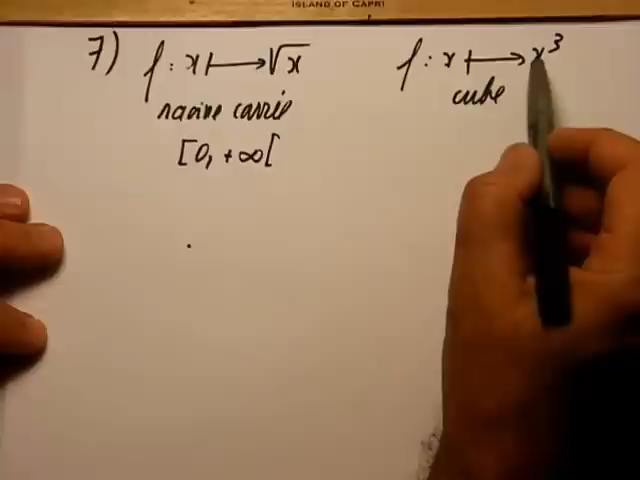 ISLAND OF CAPRI
7) f : x ⟼ √x
racine carrée
[0, +∞[
f : x ⟼ x³
cube